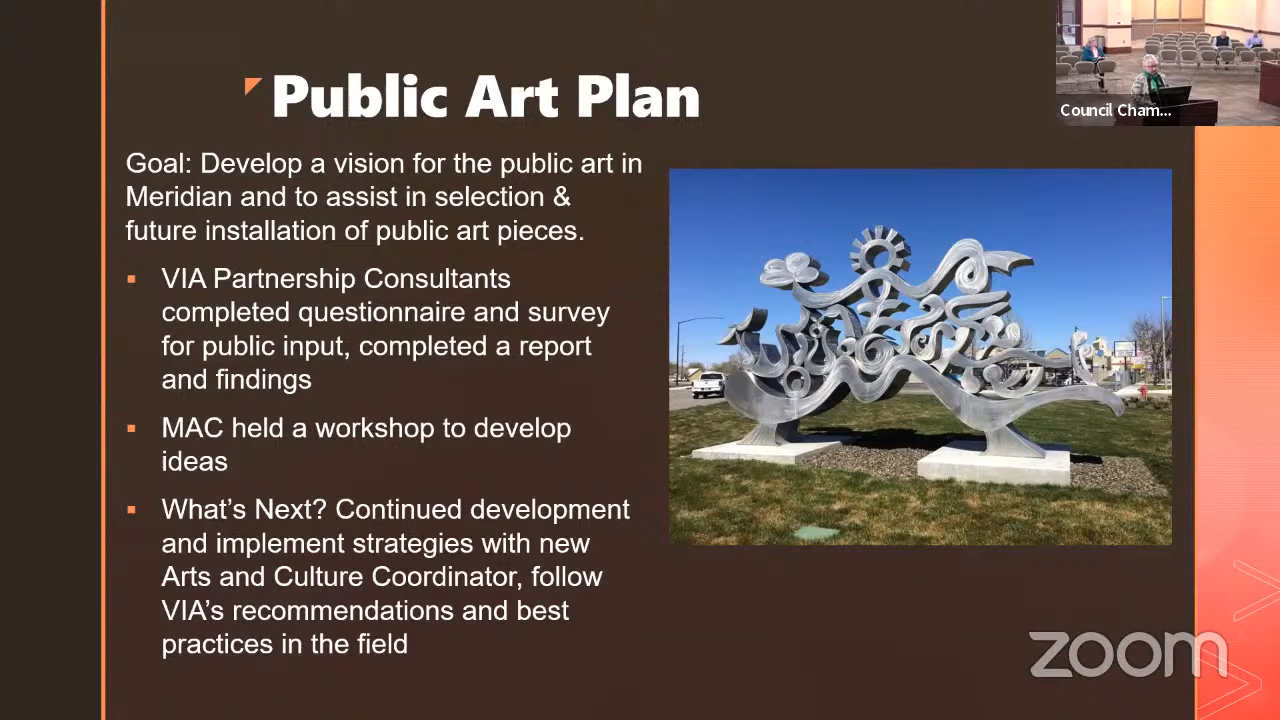 Public Art Plan
Council Cham...
Goal: Develop a vision for the public art in
Meridian and to assist in selection &
future installation of public art pieces.
▪ VIA Partnership Consultants
completed questionnaire and survey
for public input, completed a report
and findings
▪ MAC held a workshop to develop
ideas
▪ What’s Next? Continued development
and implement strategies with new
Arts and Culture Coordinator, follow
VIA’s recommendations and best
practices in the field
zoom